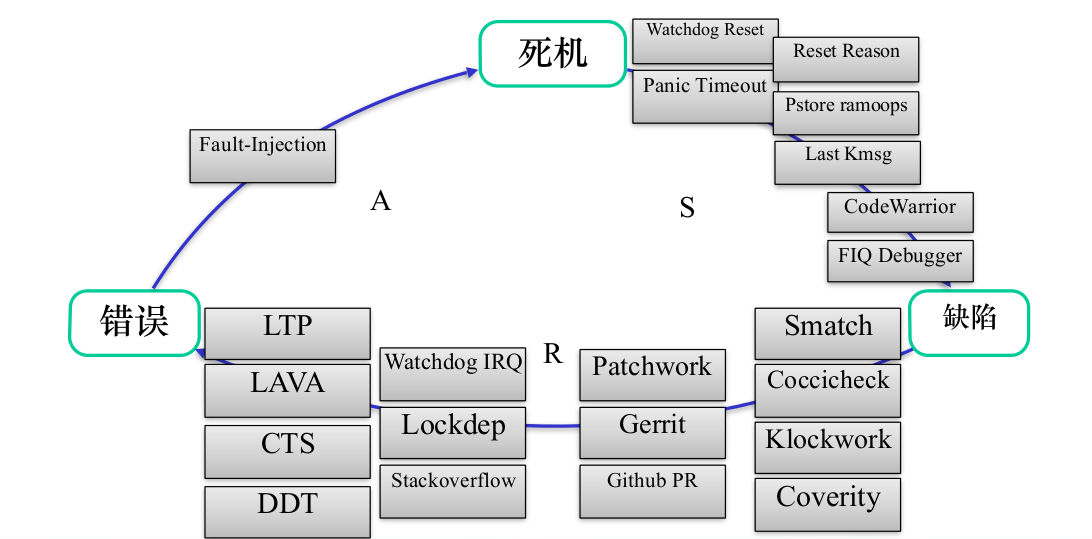 死机
Watchdog Reset
Reset Reason
Panic Timeout
Pstore ramoops
Last Kmsg
Fault-Injection
A
S
CodeWarrior
FIQ Debugger
错误
缺陷
LTP
LAVA
CTS
DDT
Watchdog IRQ
Lockdep
Stackoverflow
R
Patchwork
Gerrit
Github PR
Smatch
Coccicheck
Klockwork
Coverity